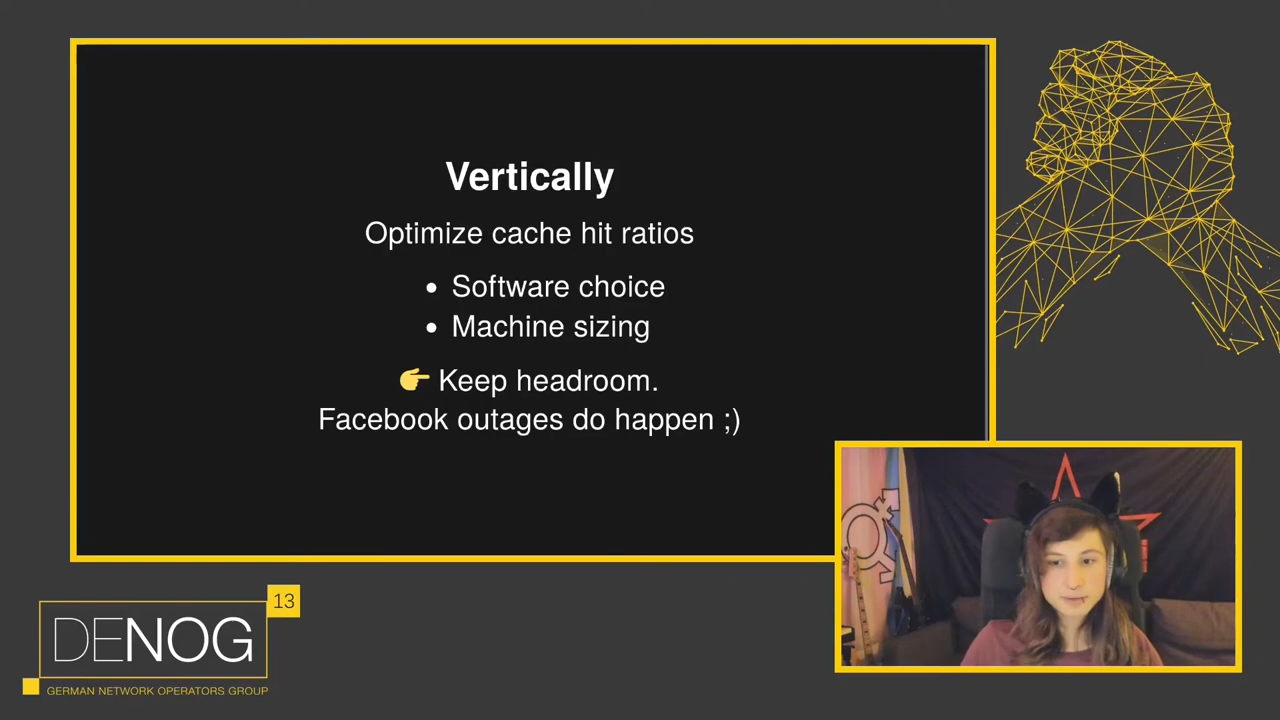 Vertically
Optimize cache hit ratios
• Software choice
• Machine sizing
👉 Keep headroom.
Facebook outages do happen ;)
13
DENOG
GERMAN NETWORK OPERATORS GROUP